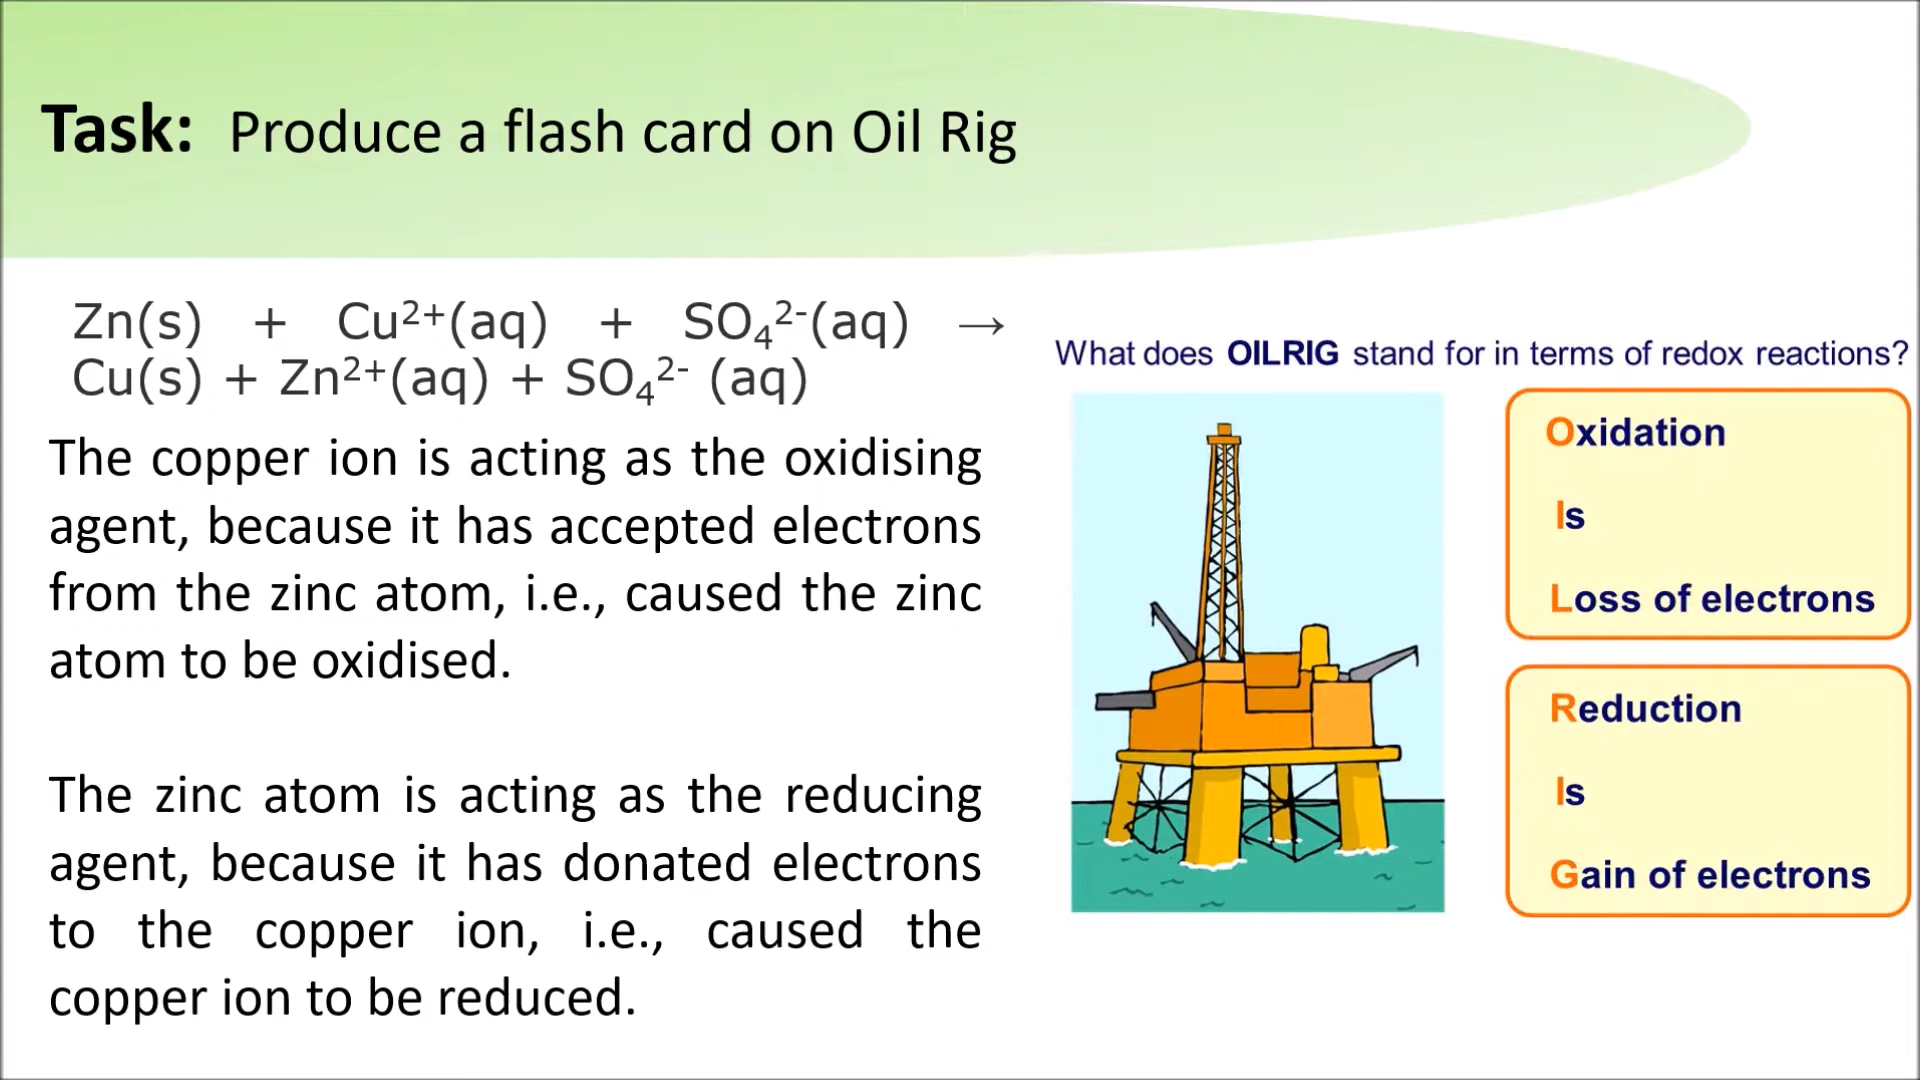 Task: Produce a flash card on Oil Rig
Zn(s) + Cu²⁺(aq) + SO₄²⁻(aq) →
Cu(s) + Zn²⁺(aq) + SO₄²⁻ (aq)
The copper ion is acting as the oxidising
agent, because it has accepted electrons
from the zinc atom, i.e., caused the zinc
atom to be oxidised.
The zinc atom is acting as the reducing
agent, because it has donated electrons
to the copper ion, i.e., caused the
copper ion to be reduced.
What does OILRIG stand for in terms of redox reactions?
Oxidation
Is
Loss of electrons
Reduction
Is
Gain of electrons